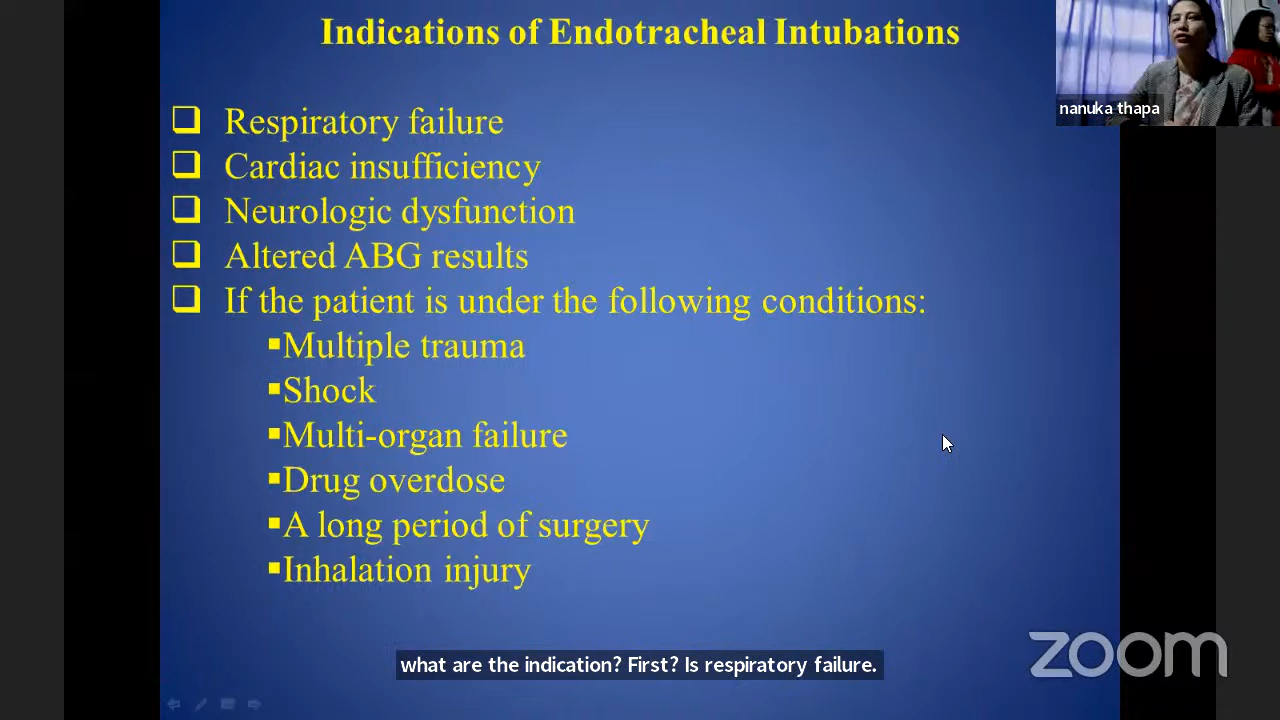 Indications of Endotracheal Intubations
nanuka thapa
Respiratory failure
Cardiac insufficiency
Neurologic dysfunction
Altered ABG results
If the patient is under the following conditions:
Multiple trauma
Shock
Multi-organ failure
Drug overdose
A long period of surgery
Inhalation injury
what are the indication? First? Is respiratory failure.
zoom